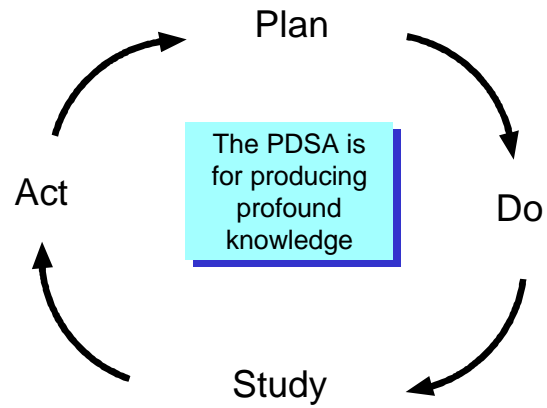 Plan
The PDSA is
for producing
profound
knowledge
Act
Do
Study